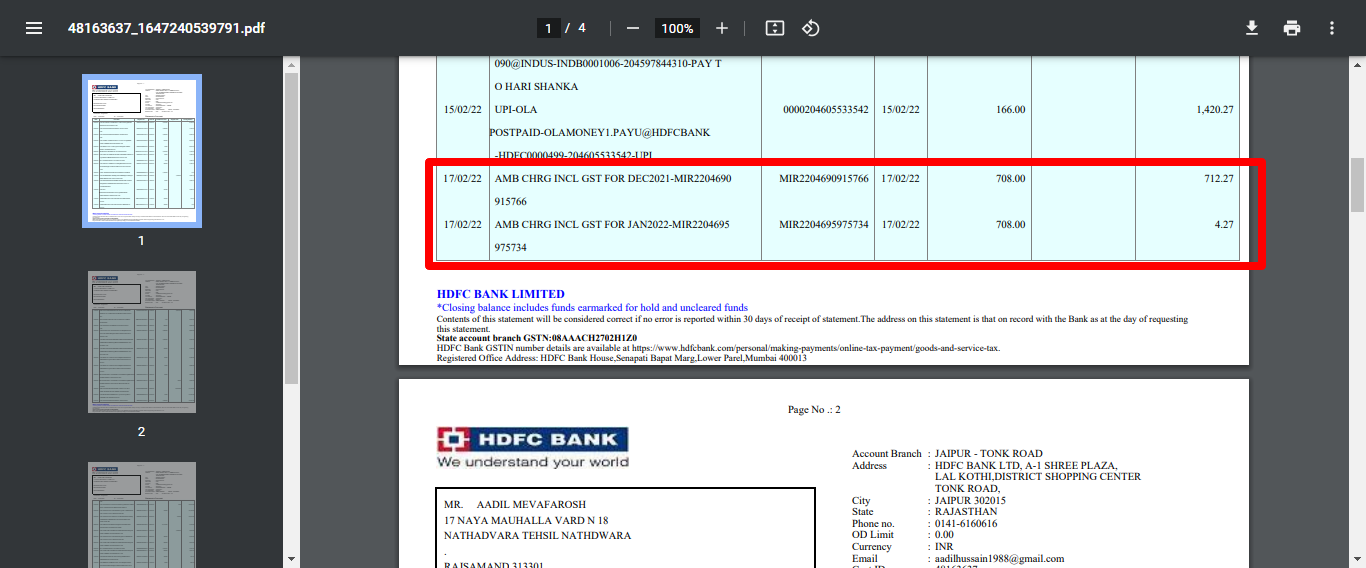 48163637_1647240539791.pdf
1 / 4
100%
090@INDUS-INDB0001006-204597844310-PAY T
O HARI SHANKA
15/02/22 UPI-OLA 0000204605533542 15/02/22 166.00 1,420.27
POSTPAID-OLAMONEY1.PAYU@HDFCBANK
-HDFC0000499-204605533542-UPI
17/02/22 AMB CHRG INCL GST FOR DEC2021-MIR2204690 MIR2204690915766 17/02/22 708.00 712.27
915766
17/02/22 AMB CHRG INCL GST FOR JAN2022-MIR2204695 MIR2204695975734 17/02/22 708.00 4.27
975734
HDFC BANK LIMITED
*Closing balance includes funds earmarked for hold and uncleared funds
Contents of this statement will be considered correct if no error is reported within 30 days of receipt of statement.The address on this statement is that on record with the Bank as at the day of requesting
this statement.
State account branch GSTN:08AAACH2702H1Z0
HDFC Bank GSTIN number details are available at https://www.hdfcbank.com/personal/making-payments/online-tax-payment/goods-and-service-tax.
Registered Office Address: HDFC Bank House,Senapati Bapat Marg,Lower Parel,Mumbai 400013
1
2
Page No .: 2
HDFC BANK
We understand your world
MR. AADIL MEVAFAROSH
17 NAYA MAUHALLA VARD N 18
NATHADVARA TEHSIL NATHDWARA
.
RAJSAMAND 313301
Account Branch : JAIPUR - TONK ROAD
Address : HDFC BANK LTD, A-1 SHREE PLAZA,
LAL KOTHI,DISTRICT SHOPPING CENTER
TONK ROAD,
City : JAIPUR 302015
State : RAJASTHAN
Phone no. : 0141-6160616
OD Limit : 0.00
Currency : INR
Email : aadilhussain1988@gmail.com
Cust ID : 48163637